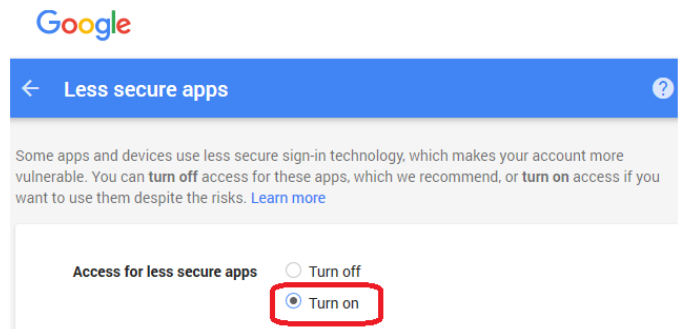 Google
Less secure apps
?
Some apps and devices use less secure sign-in technology, which makes your account more
vulnerable. You can turn off access for these apps, which we recommend, or turn on access if you
want to use them despite the risks. Learn more
Access for less secure apps
Turn off
Turn on